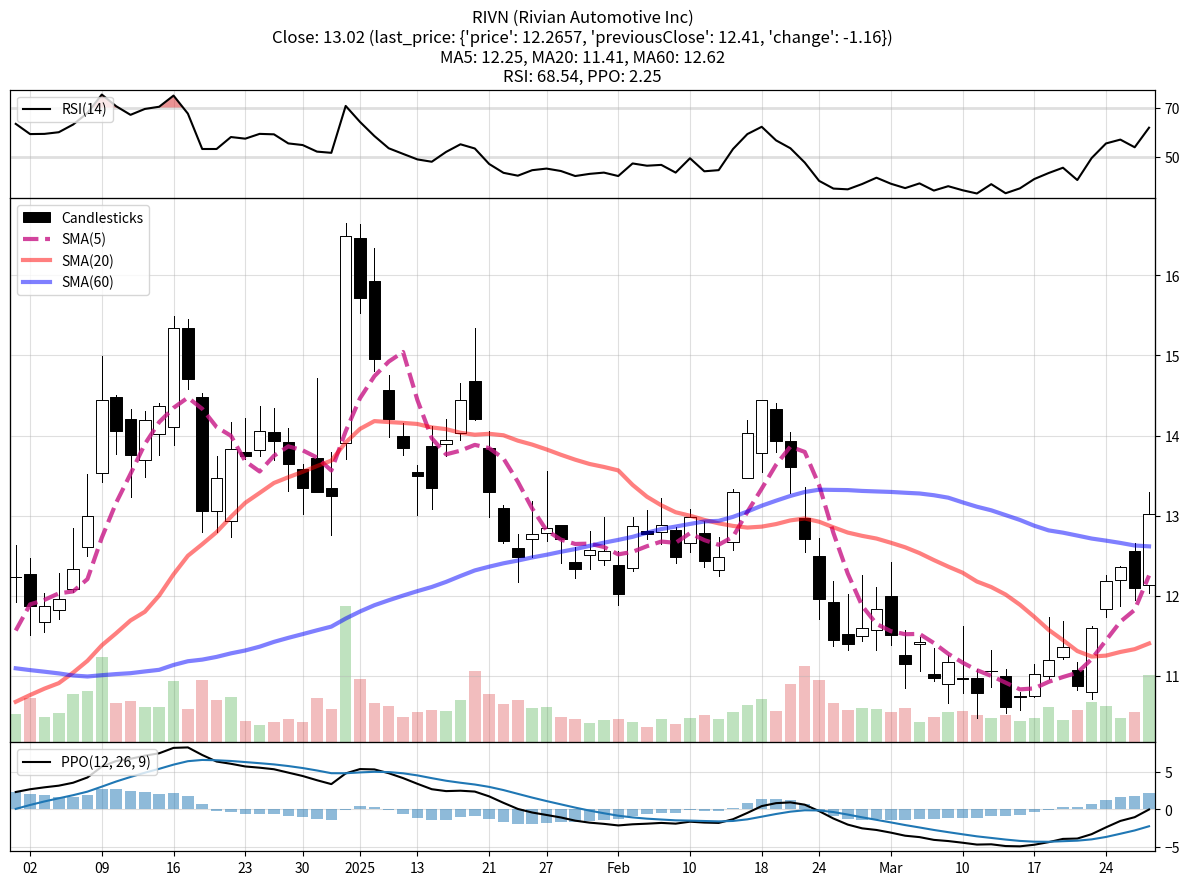 RIVN (Rivian Automotive Inc)
Close: 13.02 (last_price: {'price': 12.2657, 'previousClose': 12.41, 'change': -1.16})
MA5: 12.25, MA20: 11.41, MA60: 12.62
RSI: 68.54, PPO: 2.25
RSI(14)
70
50
Candlesticks
SMA(5)
SMA(20)
SMA(60)
16
15
14
13
12
11
PPO(12, 26, 9)
5
0
−5
02 09 16 23 30 2025 13 21 27 Feb 10 18 24 Mar 10 17 24